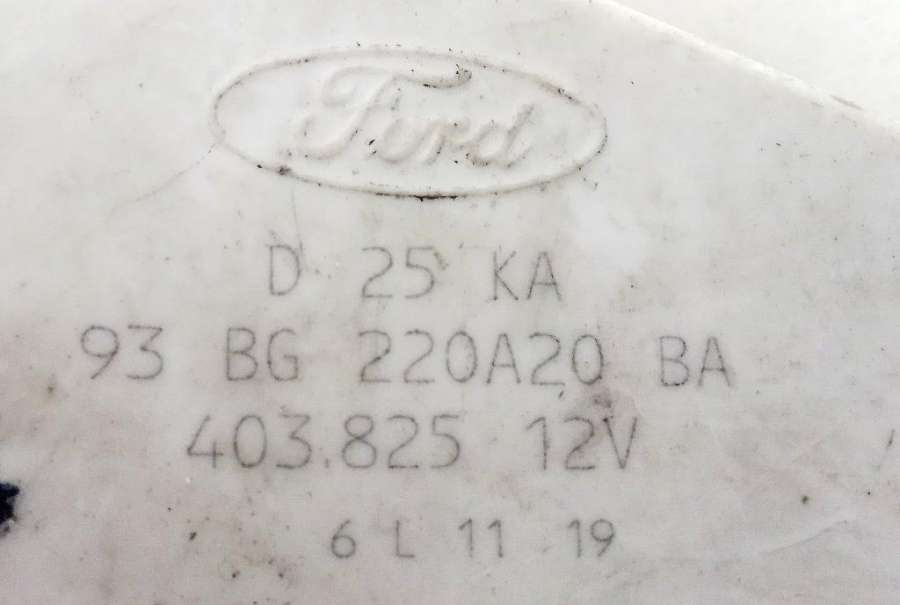 Ford
D 25 KA
93 BG 220A20 BA
403.825 12V
6 L 11 19